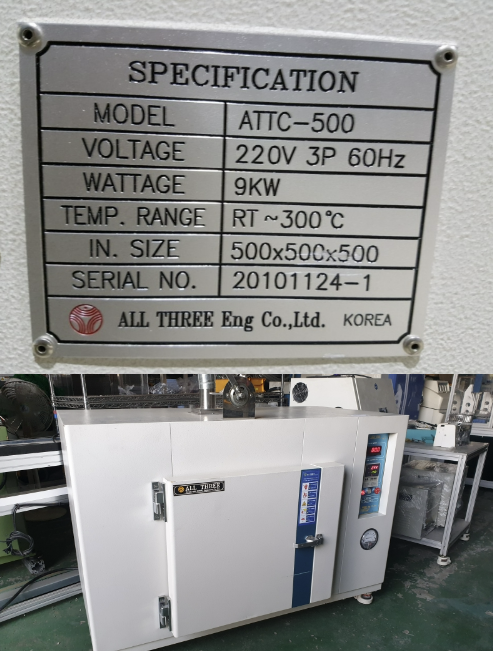 SPECIFICATION
MODEL ATTC-500
VOLTAGE 220V 3P 60Hz
WATTAGE 9KW
TEMP. RANGE RT~300℃
IN. SIZE 500x500x500
SERIAL NO. 20101124-1
ALL THREE Eng Co.,Ltd. KOREA
ALL THREE